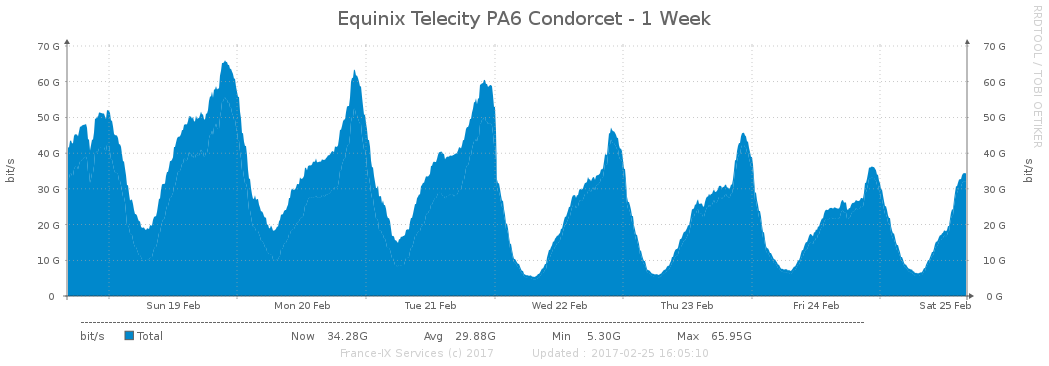 Equinix Telecity PA6 Condorcet - 1 Week
RRDTOOL / TOBI OETIKER
70 G 70 G
60 G 60 G
50 G 50 G
40 G 40 G
30 G 30 G
20 G 20 G
10 G 10 G
0 0 G
bit/s
bit/s
Sun 19 Feb Mon 20 Feb Tue 21 Feb Wed 22 Feb Thu 23 Feb Fri 24 Feb Sat 25 Feb
bit/s Total Now 34.28G Avg 29.88G Min 5.30G Max 65.95G
France-IX Services (c) 2017 Updated : 2017-02-25 16:05:10